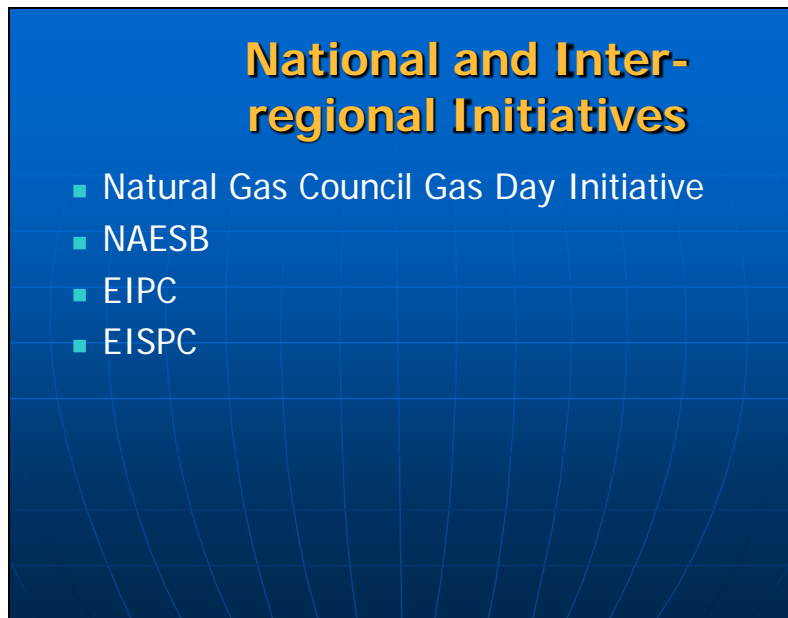 National and Inter-
regional Initiatives
Natural Gas Council Gas Day Initiative
NAESB
EIPC
EISPC